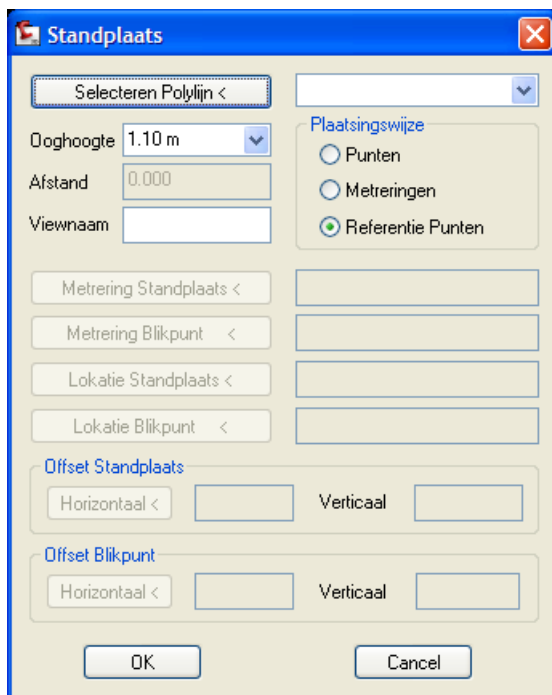 Standplaats
Selecteren Polylijn <
Ooghoogte 1.10 m
Afstand 0.000
Viewnaam
Plaatsingswijze
Punten
Metreringen
Referentie Punten
Metrering Standplaats <
Metrering Blikpunt <
Lokatie Standplaats <
Lokatie Blikpunt <
Offset Standplaats
Horizontaal < Verticaal
Offset Blikpunt
Horizontaal < Verticaal
OK Cancel